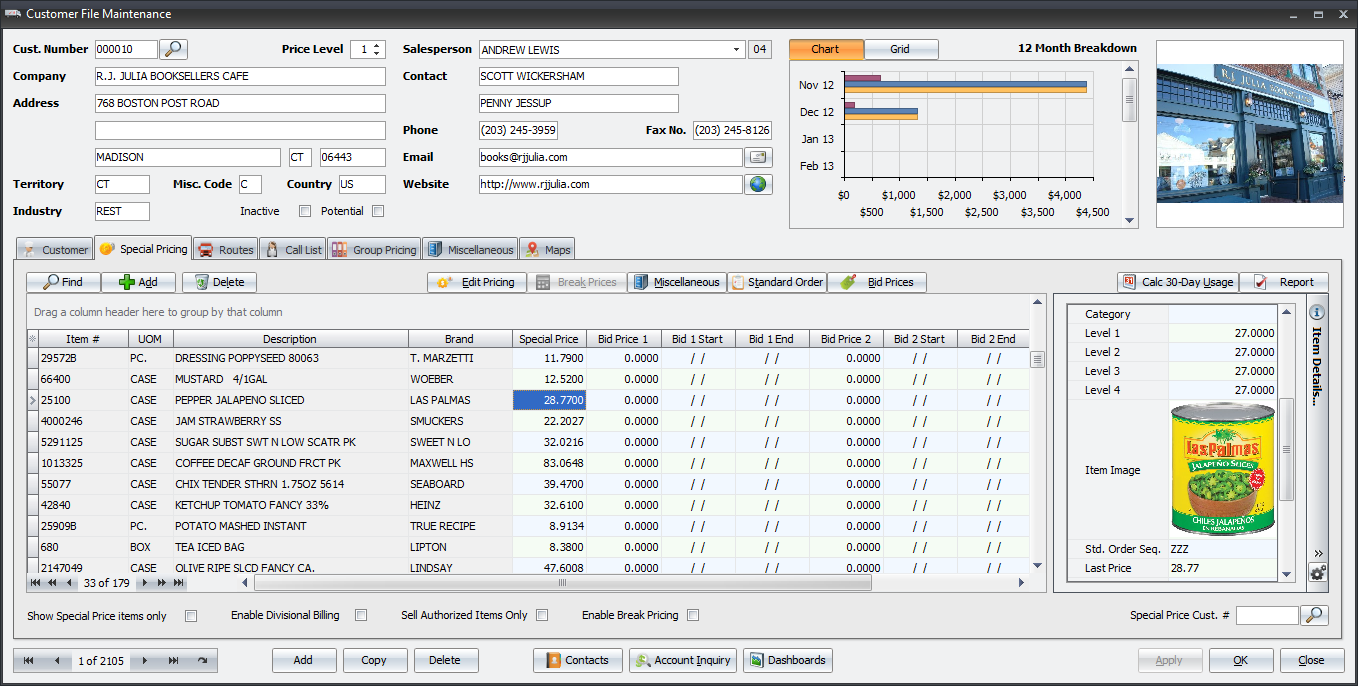 Customer File Maintenance
Cust. Number 000010 Price Level 1 Salesperson ANDREW LEWIS 04 Chart Grid 12 Month Breakdown
Company R.J. JULIA BOOKSELLERS CAFE Contact SCOTT WICKERSHAM
Address 768 BOSTON POST ROAD PENNY JESSUP
Phone (203) 245-3959 Fax No. (203) 245-8126
MADISON CT 06443 Email books@rjjulia.com
Territory CT Misc. Code C Country US Website http://www.rjjulia.com
Industry REST Inactive Potential
Nov 12
Dec 12
Jan 13
Feb 13
$0 $1,000 $2,000 $3,000 $4,000
$500 $1,500 $2,500 $3,500 $4,500
R.J. JULIA BOOKSELLERS
Customer Special Pricing Routes Call List Group Pricing Miscellaneous Maps
Find Add Delete Edit Pricing Break Prices Miscellaneous Standard Order Bid Prices Calc 30-Day Usage Report
Drag a column header here to group by that column
Item # UOM Description Brand Special Price Bid Price 1 Bid 1 Start Bid 1 End Bid Price 2 Bid 2 Start Bid 2 End
29572B PC. DRESSING POPPYSEED 80063 T. MARZETTI 11.7900 0.0000 / / / / 0.0000 / / / /
66400 CASE MUSTARD 4/1GAL WOEBER 12.5200 0.0000 / / / / 0.0000 / / / /
25100 CASE PEPPER JALAPENO SLICED LAS PALMAS 28.7700 0.0000 / / / / 0.0000 / / / /
4000246 CASE JAM STRAWBERRY SS SMUCKERS 22.2027 0.0000 / / / / 0.0000 / / / /
5291125 CASE SUGAR SUBST SWT N LOW SCATR PK SWEET N LO 32.0216 0.0000 / / / / 0.0000 / / / /
1013325 CASE COFFEE DECAF GROUND FRCT PK MAXWELL HS 83.0648 0.0000 / / / / 0.0000 / / / /
55077 CASE CHIX TENDER STHRN 1.75OZ 5614 SEABOARD 39.4700 0.0000 / / / / 0.0000 / / / /
42840 CASE KETCHUP TOMATO FANCY 33% HEINZ 32.6100 0.0000 / / / / 0.0000 / / / /
25909B PC. POTATO MASHED INSTANT TRUE RECIPE 8.9134 0.0000 / / / / 0.0000 / / / /
680 BOX TEA ICED BAG LIPTON 8.3800 0.0000 / / / / 0.0000 / / / /
2147049 CASE OLIVE RIPE SLCD FANCY CA. LINDSAY 47.6008 0.0000 / / / / 0.0000 / / / /
33 of 179
Category
Level 1 27.0000
Level 2 27.0000
Level 3 27.0000
Level 4 27.0000
Item Image
LasPalmas
JALAPEÑO SLICES
CHILES JALAPEÑOS
EN REBANADAS
Std. Order Seq. ZZZ
Last Price 28.77
Item Details...
Show Special Price items only Enable Divisional Billing Sell Authorized Items Only Enable Break Pricing Special Price Cust. #
1 of 2105 Add Copy Delete Contacts Account Inquiry Dashboards Apply OK Close